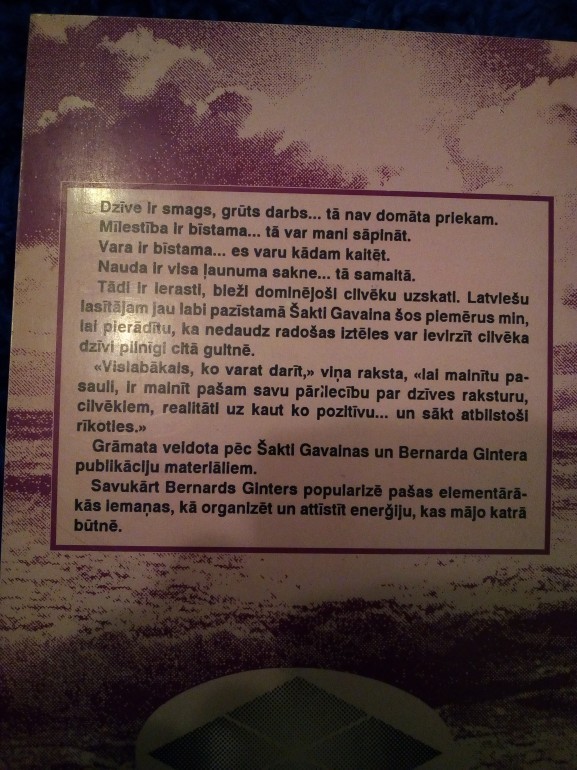 Dzīve ir smags, grūts darbs... tā nav domāta priekam.
Mīlestība ir bīstama... tā var mani sāpināt.
Vara ir bīstama... es varu kādam kaitēt.
Nauda ir visa ļaunuma sakne... tā samaitā.
Tādi ir ierasti, bieži dominējoši cilvēku uzskati. Latviešu
lasītājam jau labi pazīstamā Šakti Gavaina šos piemērus min,
lai pierādītu, ka nedaudz radošas iztēles var ievirzīt cilvēka
dzīvi pilnīgi citā gultnē.
«Vislabākais, ko varat darīt,» viņa raksta, «lai mainītu pa-
sauli, ir mainīt pašam savu pārliecību par dzīves raksturu,
cilvēkiem, realitāti uz kaut ko pozitīvu... un sākt atbilstoši
rīkoties.»
Grāmata veidota pēc Šakti Gavainas un Bernarda Gintera
publikāciju materiāliem.
Savukārt Bernards Ginters popularizē pašas elementārā-
kās iemaņas, kā organizēt un attīstīt enerģiju, kas mājo katrā
būtnē.